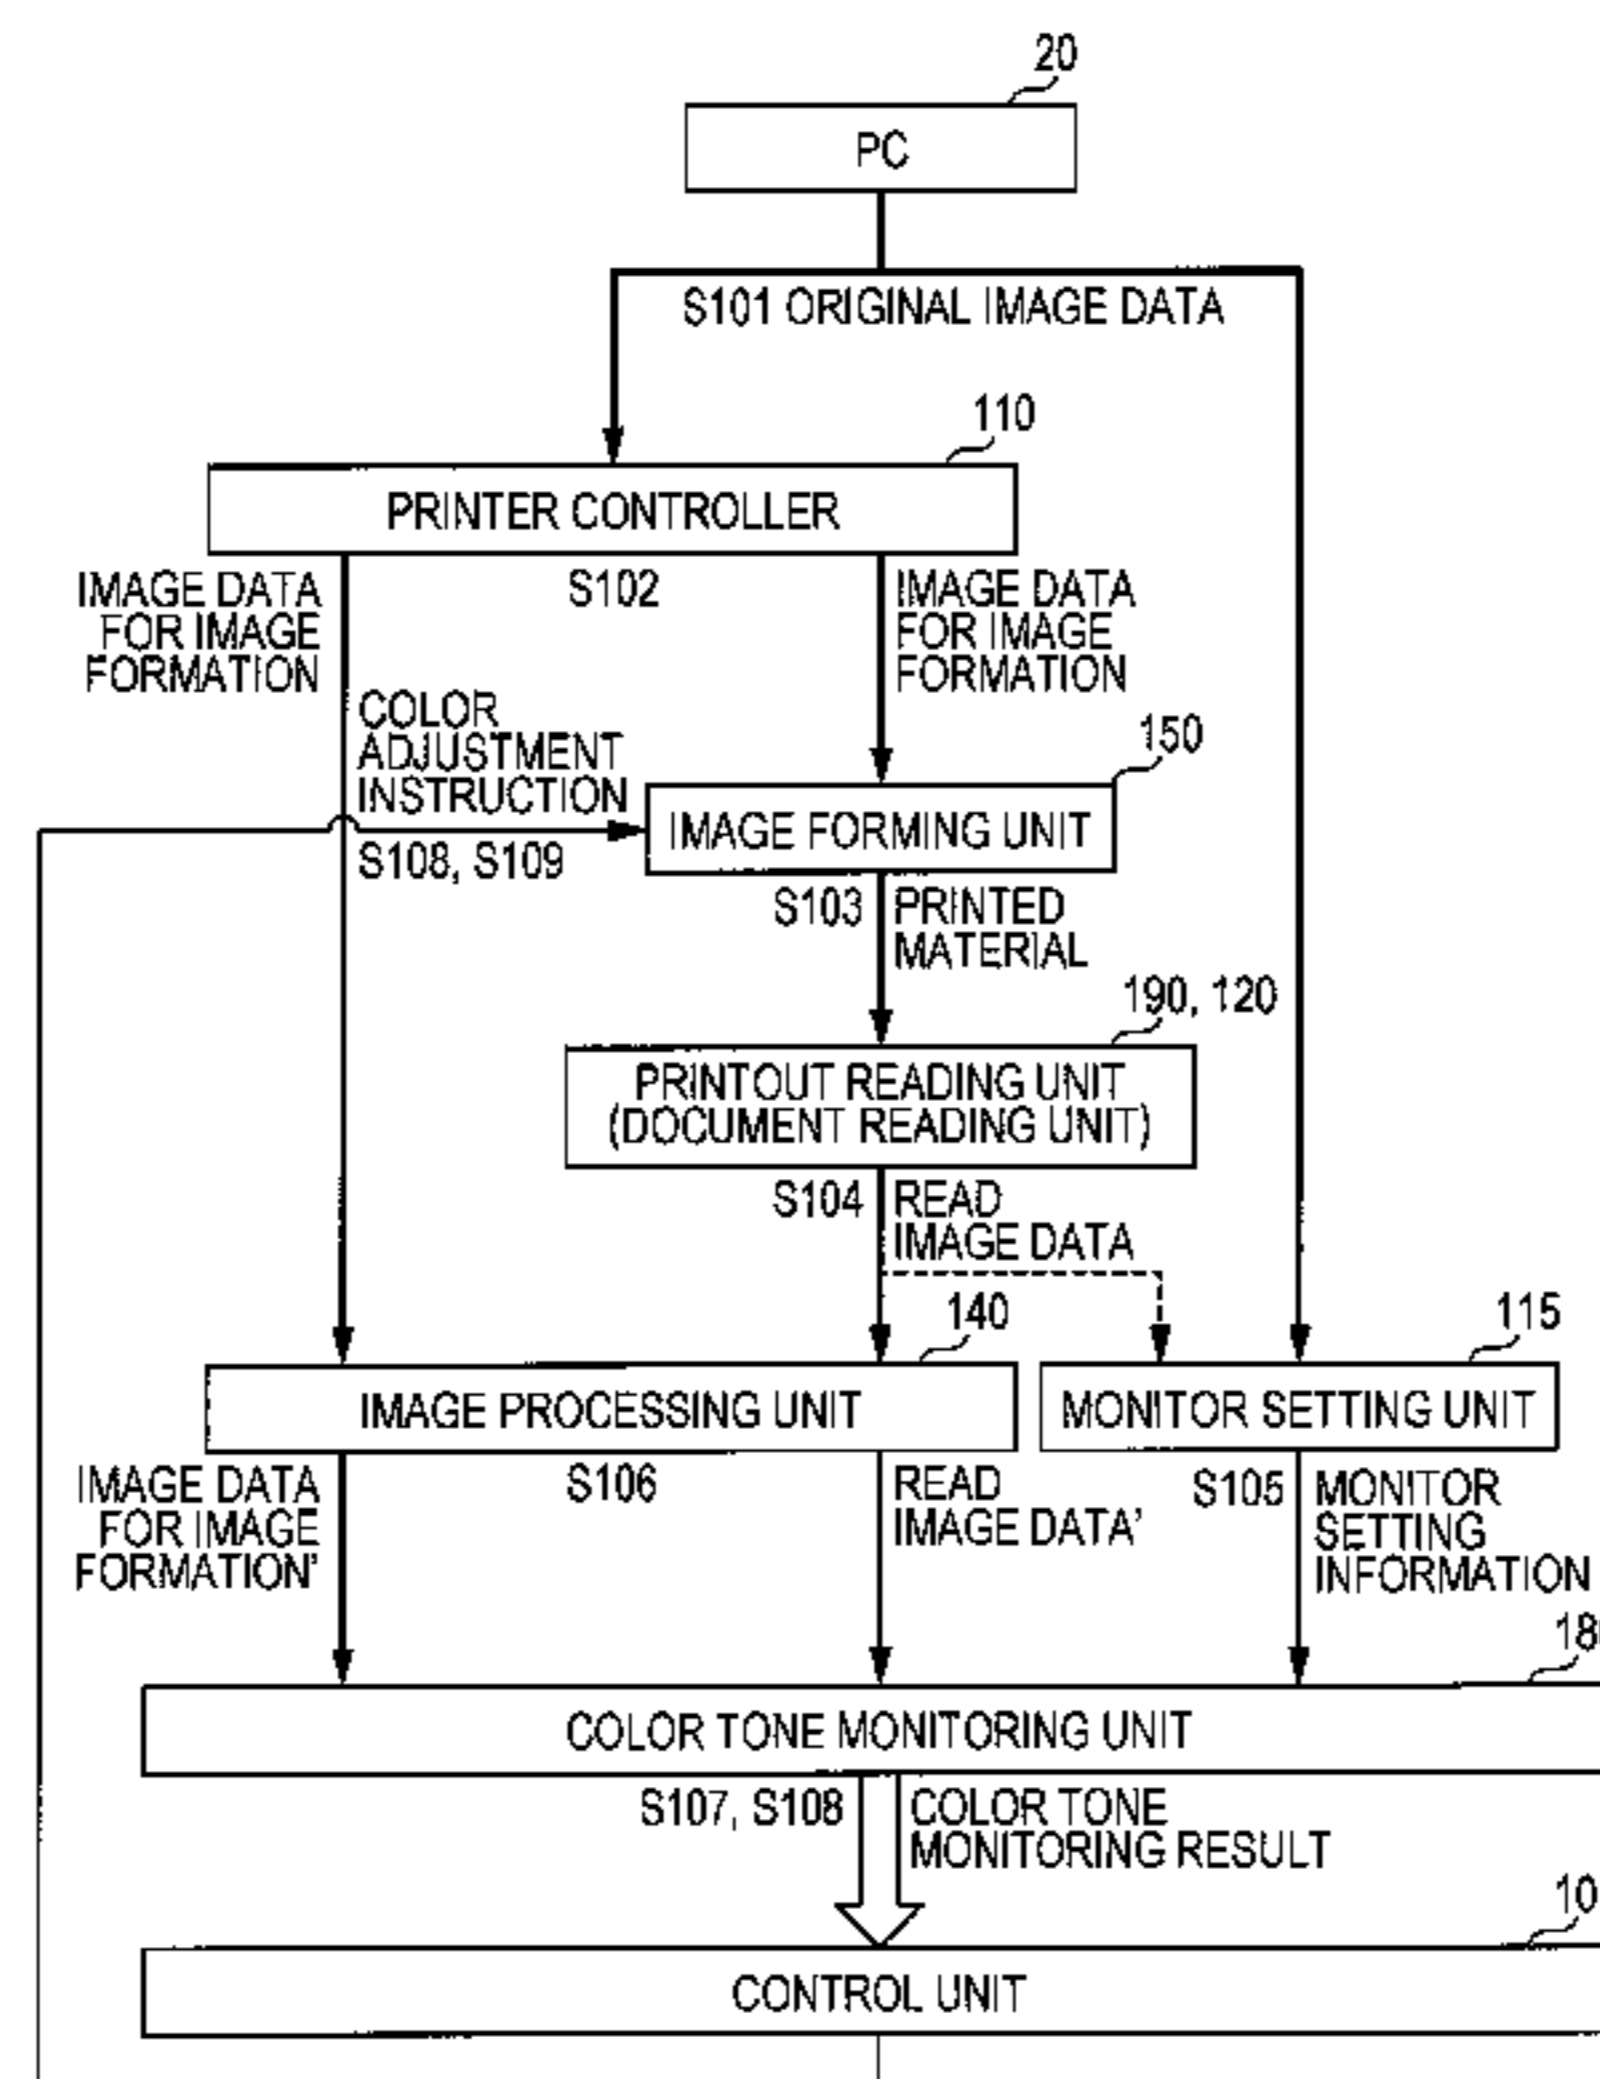 20
PC
S101 ORIGINAL IMAGE DATA
110
PRINTER CONTROLLER
IMAGE DATA
FOR IMAGE
FORMATION
S102
IMAGE DATA
FOR IMAGE
FORMATION
COLOR
ADJUSTMENT
INSTRUCTION
S108, S109
150
IMAGE FORMING UNIT
S103
PRINTED
MATERIAL
190, 120
PRINTOUT READING UNIT
(DOCUMENT READING UNIT)
S104
READ
IMAGE DATA
140
115
IMAGE PROCESSING UNIT
MONITOR SETTING UNIT
IMAGE DATA
FOR IMAGE
FORMATION'
S106
READ
IMAGE DATA'
S105
MONITOR
SETTING
INFORMATION
COLOR TONE MONITORING UNIT
S107, S108
COLOR TONE
MONITORING RESULT
CONTROL UNIT